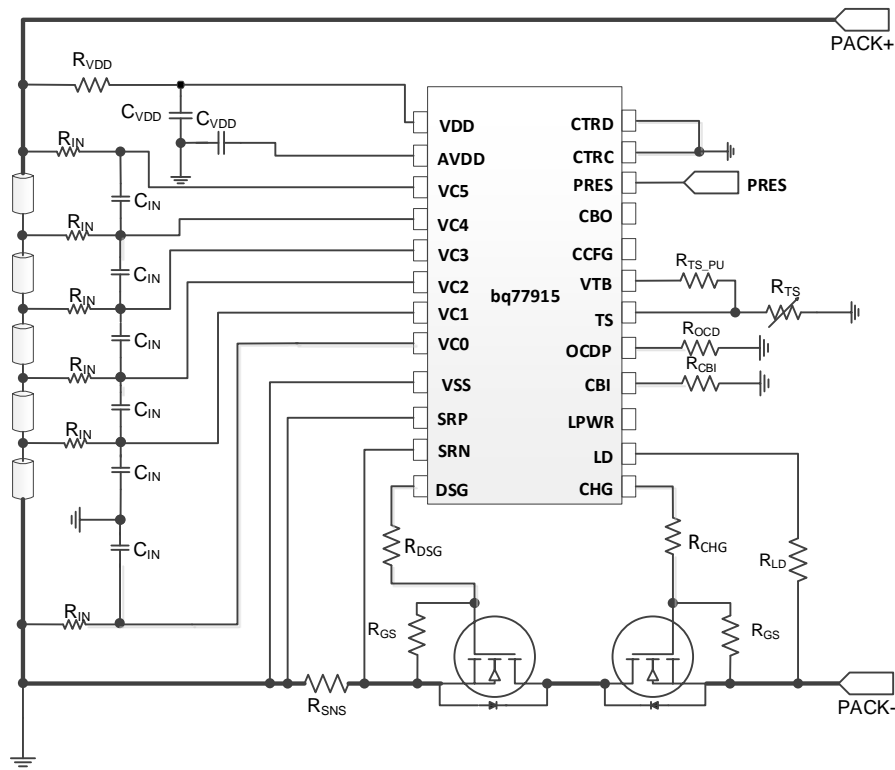 PACK+
RVDD
CVDD
CVDD
RIN
CIN
RIN
CIN
RIN
CIN
RIN
CIN
RIN
CIN
CIN
RIN
VDD
AVDD
VC5
VC4
VC3
VC2
VC1
VC0
VSS
SRP
SRN
DSG
bq77915
CTRD
CTRC
PRES
CBO
CCFG
VTB
TS
OCDP
CBI
LPWR
LD
CHG
PRES
RTS_PU
RTS
ROCD
RCBI
RDSG
RCHG
RLD
RGS
RGS
RSNS
PACK-